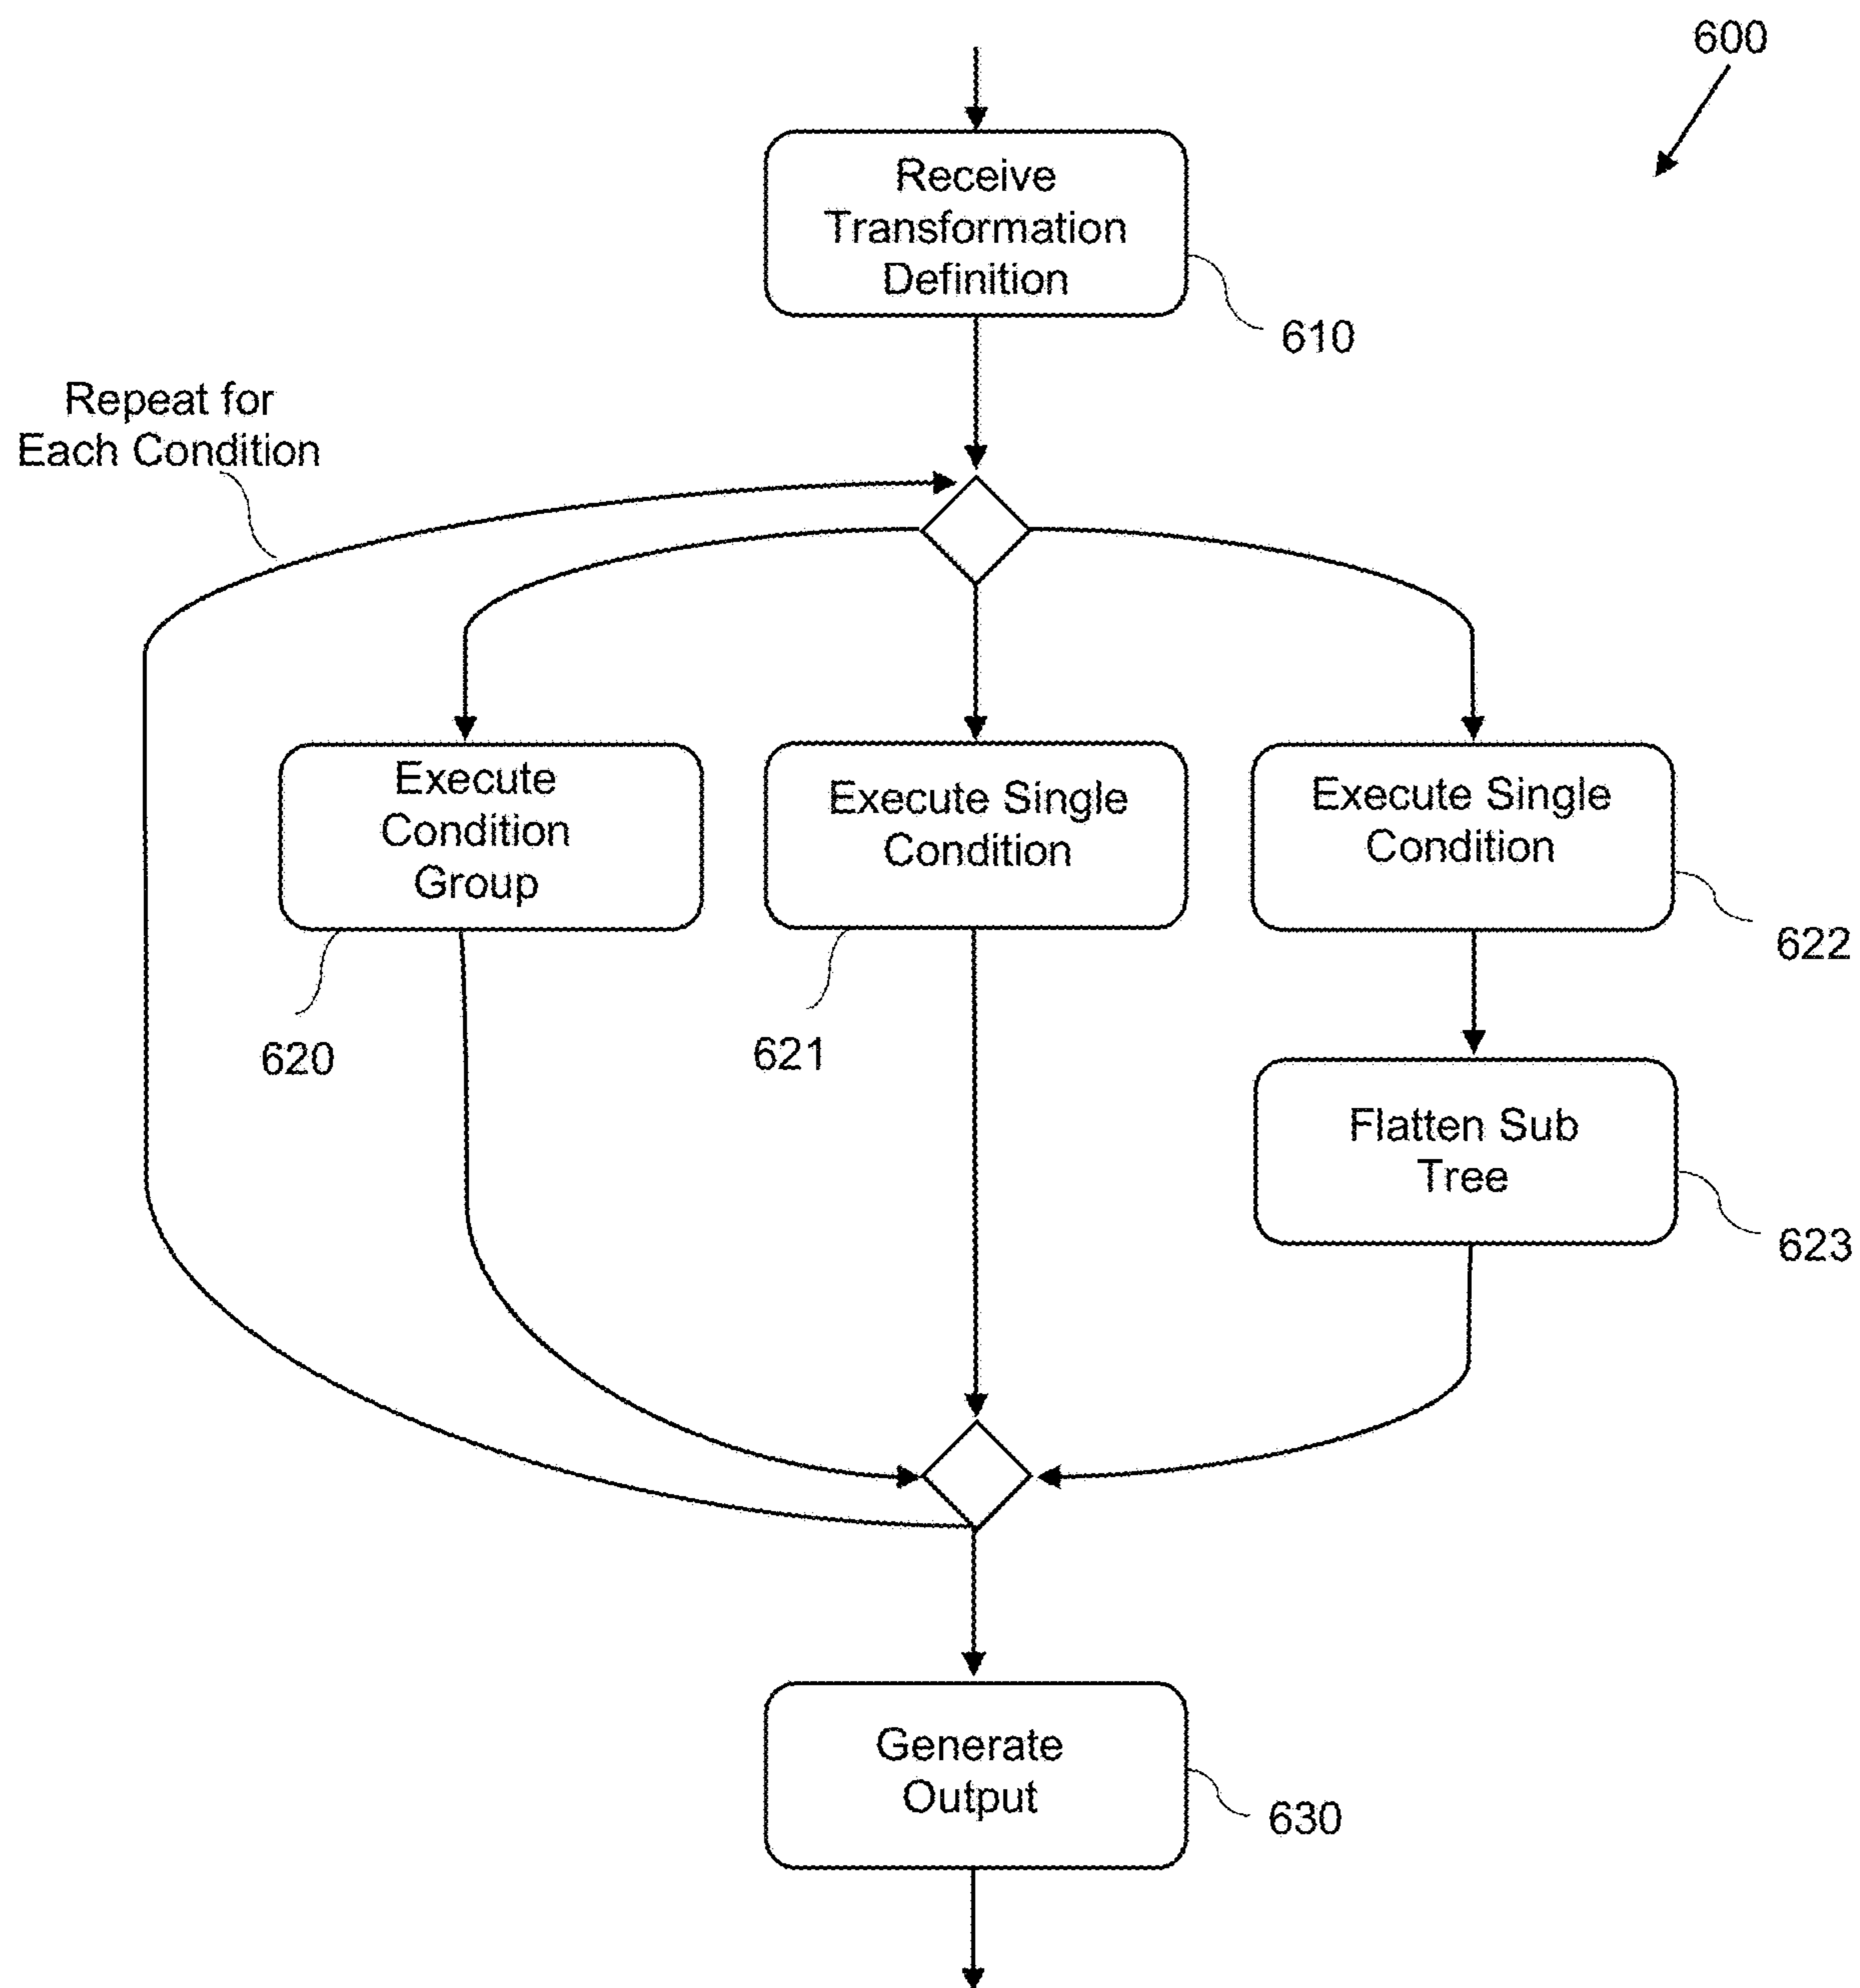 600
Receive
Transformation
Definition
610
Repeat for
Each Condition
Execute
Condition
Group
620
Execute Single
Condition
621
Execute Single
Condition
622
Flatten Sub
Tree
623
Generate
Output
630